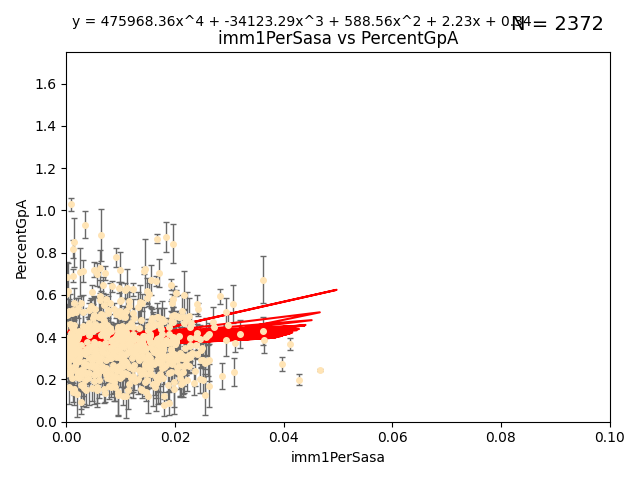 y = 475968.36x^4 + -34123.29x^3 + 588.56x^2 + 2.23x + 0.34
N = 2372
imm1PerSasa vs PercentGpA
1.6
1.4
1.2
1.0
0.8
0.6
0.4
0.2
0.0
PercentGpA
0.00 0.02 0.04 0.06 0.08 0.10
imm1PerSasa